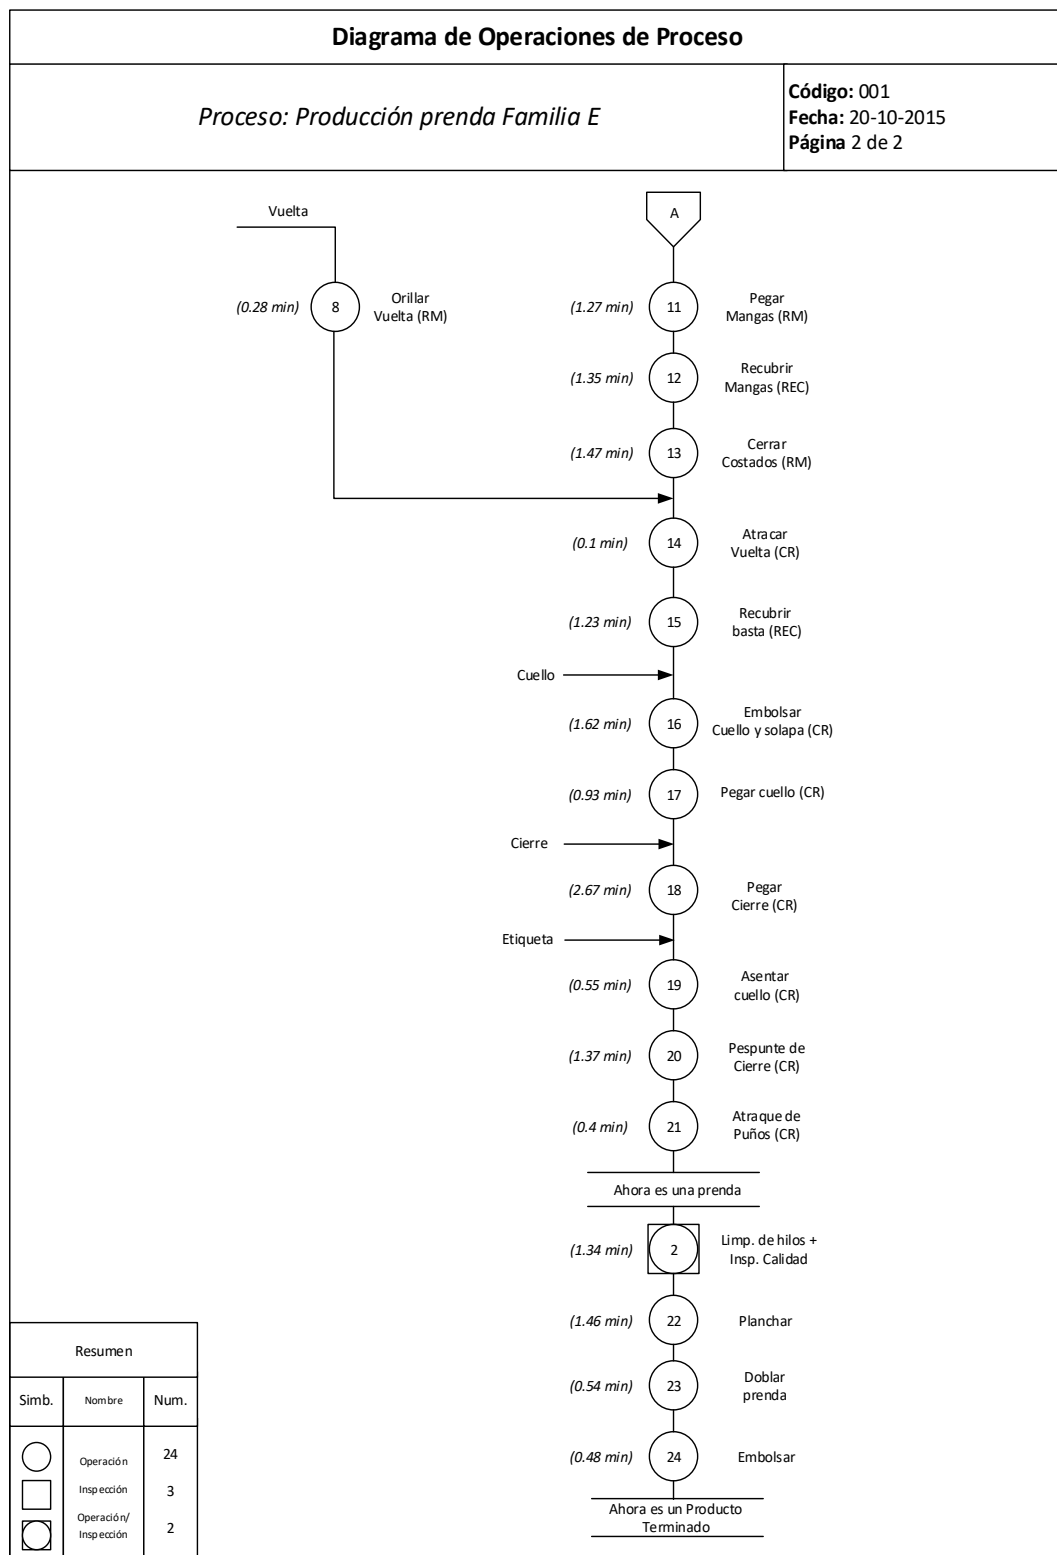 Diagrama de Operaciones de Proceso
Proceso: Producción prenda Familia E
Código: 001
Fecha: 20-10-2015
Página 2 de 2
Vuelta
A
(0.28 min)
8
Orillar
Vuelta (RM)
(1.27 min)
11
Pegar
Mangas (RM)
(1.35 min)
12
Recubrir
Mangas (REC)
(1.47 min)
13
Cerrar
Costados (RM)
(0.1 min)
14
Atracar
Vuelta (CR)
(1.23 min)
15
Recubrir
basta (REC)
Cuello
(1.62 min)
16
Embolsar
Cuello y solapa (CR)
(0.93 min)
17
Pegar cuello (CR)
Cierre
(2.67 min)
18
Pegar
Cierre (CR)
Etiqueta
(0.55 min)
19
Asentar
cuello (CR)
(1.37 min)
20
Pespunte de
Cierre (CR)
(0.4 min)
21
Atraque de
Puños (CR)
Ahora es una prenda
(1.34 min)
2
Limp. de hilos +
Insp. Calidad
(1.46 min)
22
Planchar
(0.54 min)
23
Doblar
prenda
(0.48 min)
24
Embolsar
Ahora es un Producto
Terminado
Resumen
Simb.
Nombre
Num.
Operación
24
Inspección
3
Operación/
Inspección
2